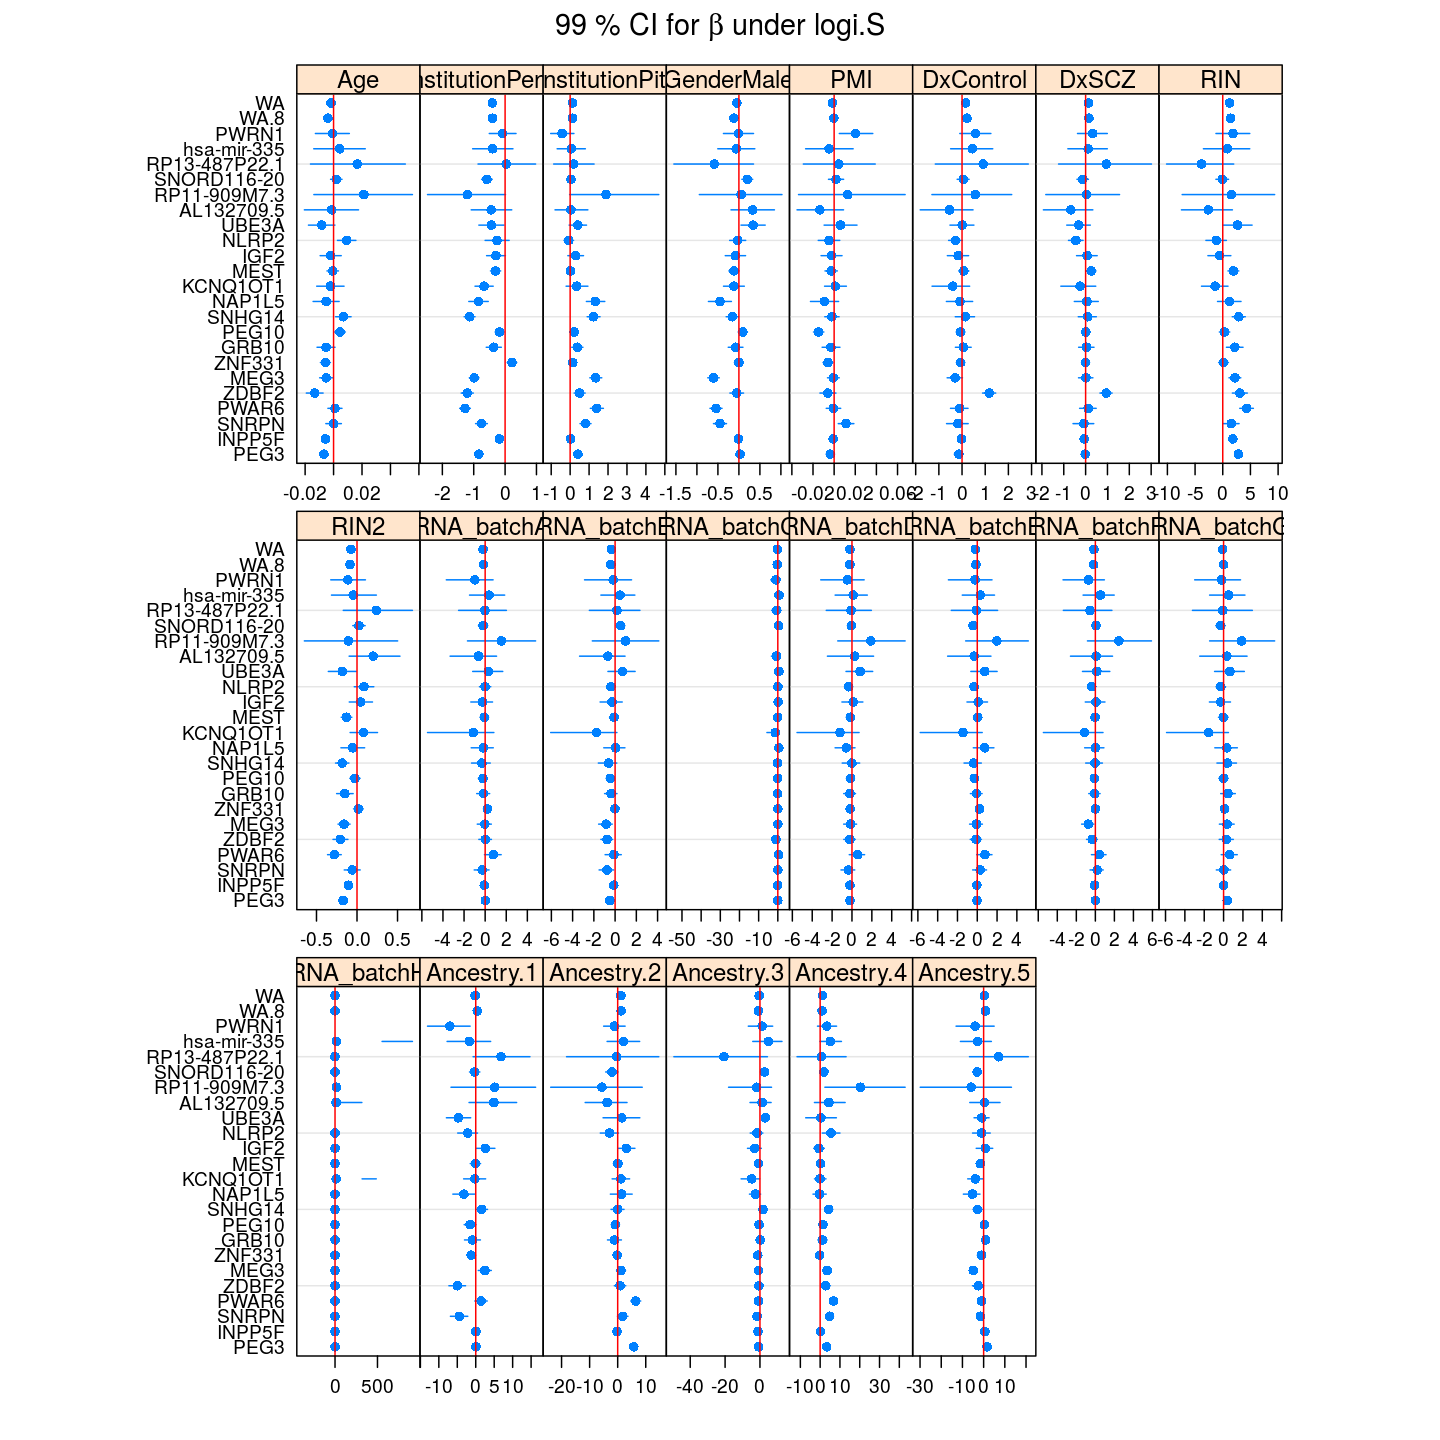 99 % CI for β under logi.S
Age nstitutionPen nstitutionPit GenderMale PMI DxControl DxSCZ RIN
WA
WA.8
PWRN1
hsa-mir-335
RP13-487P22.1
SNORD116-20
RP11-909M7.3
AL132709.5
UBE3A
NLRP2
IGF2
MEST
KCNQ1OT1
NAP1L5
SNHG14
PEG10
GRB10
ZNF331
MEG3
ZDBF2
PWAR6
SNRPN
INPP5F
PEG3
-0.02 0.02 -2 -1 0 1 -1 0 1 2 3 4 -1.5 -0.5 0.5 -0.02 0.02 0.06 -2 -1 0 1 2 3 -2 -1 0 1 2 3 -10 -5 0 5 10
RIN2 RNA_batchA RNA_batchB RNA_batchC RNA_batchD RNA_batchE RNA_batchF RNA_batchG
WA
WA.8
PWRN1
hsa-mir-335
RP13-487P22.1
SNORD116-20
RP11-909M7.3
AL132709.5
UBE3A
NLRP2
IGF2
MEST
KCNQ1OT1
NAP1L5
SNHG14
PEG10
GRB10
ZNF331
MEG3
ZDBF2
PWAR6
SNRPN
INPP5F
PEG3
-0.5 0.0 0.5 -4 -2 0 2 4 -6 -4 -2 0 2 4 -50 -30 -10 -6 -4 -2 0 2 4 -6 -4 -2 0 2 4 -4 -2 0 2 4 6 -6 -4 -2 0 2 4
RNA_batchH Ancestry.1 Ancestry.2 Ancestry.3 Ancestry.4 Ancestry.5
WA
WA.8
PWRN1
hsa-mir-335
RP13-487P22.1
SNORD116-20
RP11-909M7.3
AL132709.5
UBE3A
NLRP2
IGF2
MEST
KCNQ1OT1
NAP1L5
SNHG14
PEG10
GRB10
ZNF331
MEG3
ZDBF2
PWAR6
SNRPN
INPP5F
PEG3
0 500 -10 0 5 10 -20 -10 0 10 -40 -20 0 -10 0 10 30 -30 -10 0 10